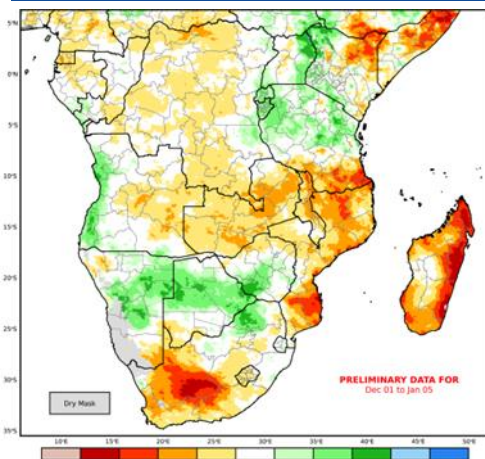 5°N
0°N
5°S
10°S
15°S
20°S
25°S
30°S
35°S
PRELIMINARY DATA FOR
Dec 01 to Jan 05
Dry Mask
10°E 15°E 20°E 25°E 30°E 35°E 40°E 45°E 50°E